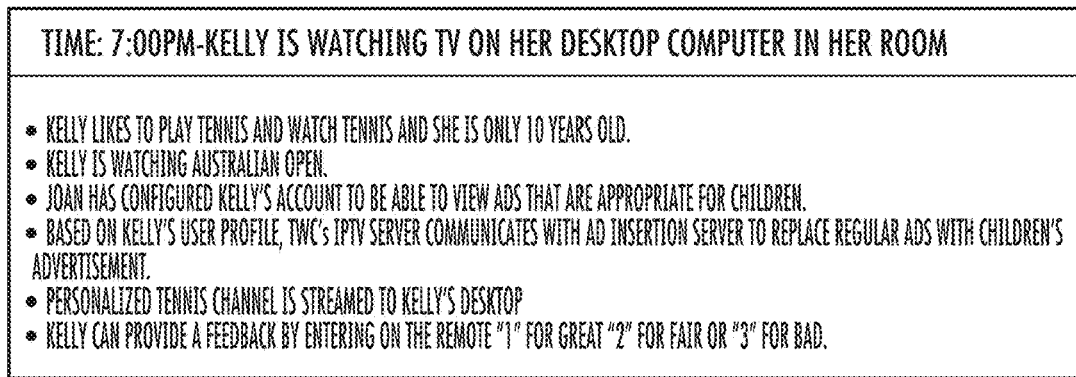 TIME: 7:00PM-KELLY IS WATCHING TV ON HER DESKTOP COMPUTER IN HER ROOM
• KELLY LIKES TO PLAY TENNIS AND WATCH TENNIS AND SHE IS ONLY 10 YEARS OLD.
• KELLY IS WATCHING AUSTRALIAN OPEN.
• JOAN HAS CONFIGURED KELLY'S ACCOUNT TO BE ABLE TO VIEW ADS THAT ARE APPROPRIATE FOR CHILDREN.
• BASED ON KELLY'S USER PROFILE, TWC's IPTV SERVER COMMUNICATES WITH AD INSERTION SERVER TO REPLACE REGULAR ADS WITH CHILDREN'S
ADVERTISEMENT.
• PERSONALIZED TENNIS CHANNEL IS STREAMED TO KELLY'S DESKTOP
• KELLY CAN PROVIDE A FEEDBACK BY ENTERING ON THE REMOTE "1" FOR GREAT "2" FOR FAIR OR "3" FOR BAD.